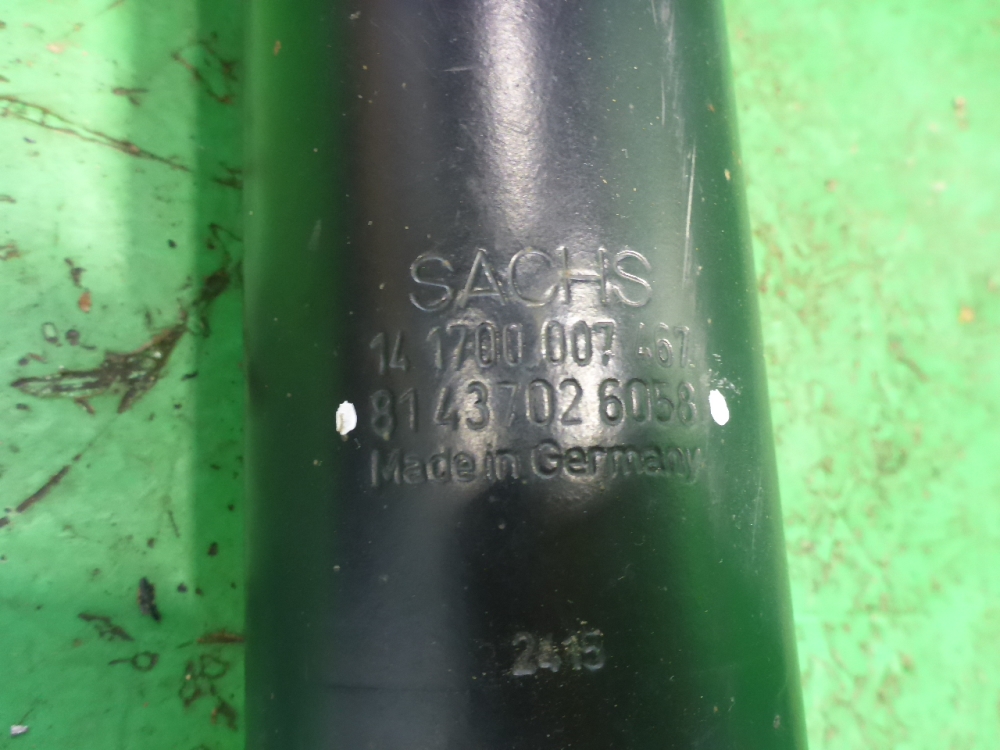 SACHS
14 1700 007 467
81 43702 6058
Made in Germany
2415